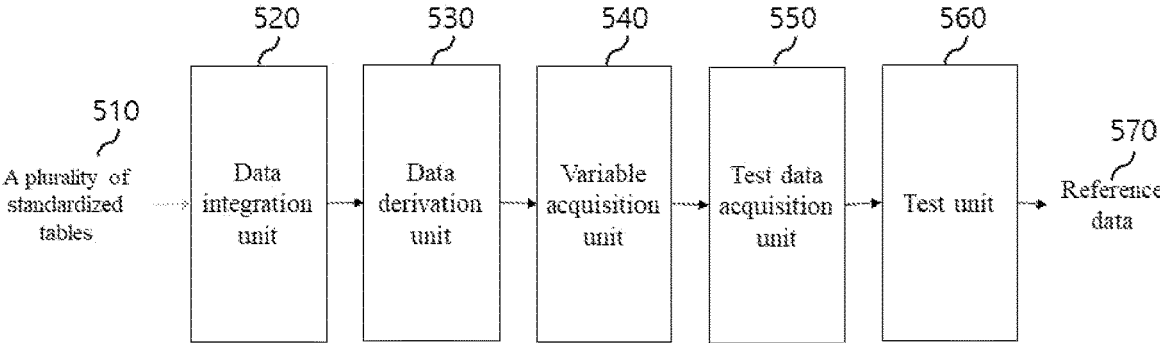 520
530
540
550
560
510
570
A plurality of
standardized
tables
Data
integration
unit
Data
derivation
unit
Variable
acquisition
unit
Test data
acquisition
unit
Test unit
Reference
data